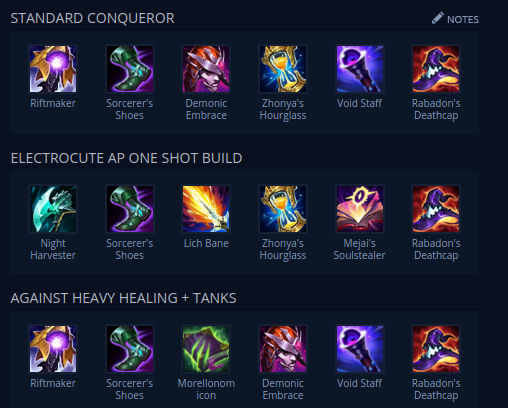 STANDARD CONQUEROR
NOTES
Riftmaker
Sorcerer's
Shoes
Demonic
Embrace
Zhonya's
Hourglass
Void Staff
Rabadon's
Deathcap
ELECTROCUTE AP ONE SHOT BUILD
Night
Harvester
Sorcerer's
Shoes
Lich Bane
Zhonya's
Hourglass
Mejai's
Soulstealer
Rabadon's
Deathcap
AGAINST HEAVY HEALING + TANKS
Riftmaker
Sorcerer's
Shoes
Morellonom
icon
Demonic
Embrace
Void Staff
Rabadon's
Deathcap